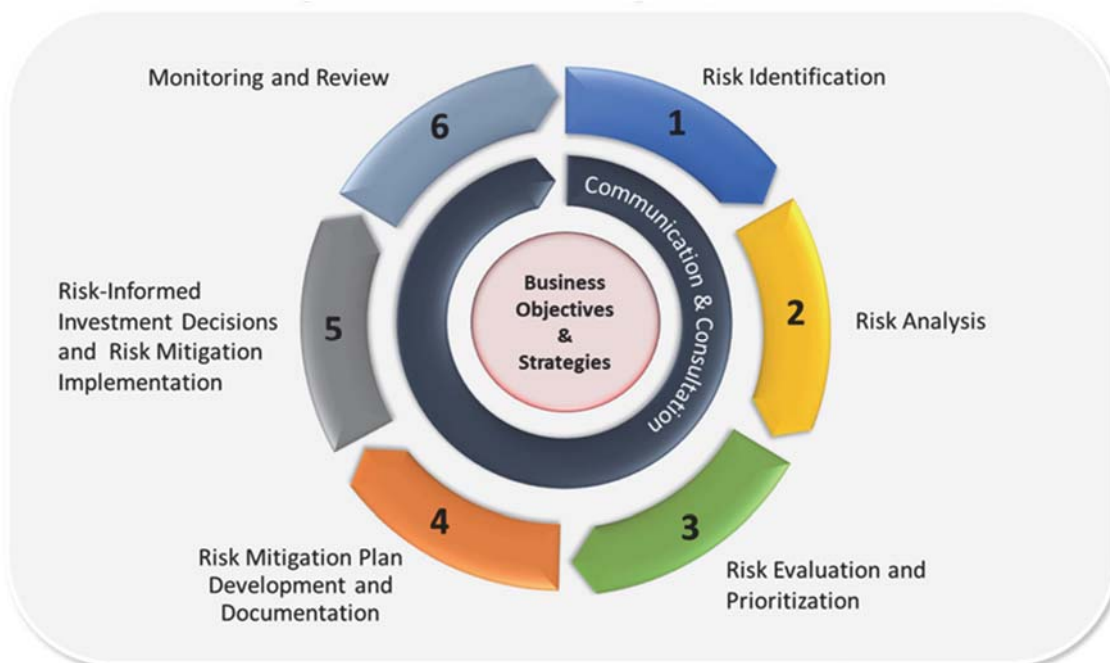 1
Risk Identification
2
Risk Analysis
3
Risk Evaluation and
Prioritization
4
Risk Mitigation Plan
Development and
Documentation
5
Risk-Informed
Investment Decisions
and Risk Mitigation
Implementation
6
Monitoring and Review
Communication & Consultation
Business
Objectives
&
Strategies